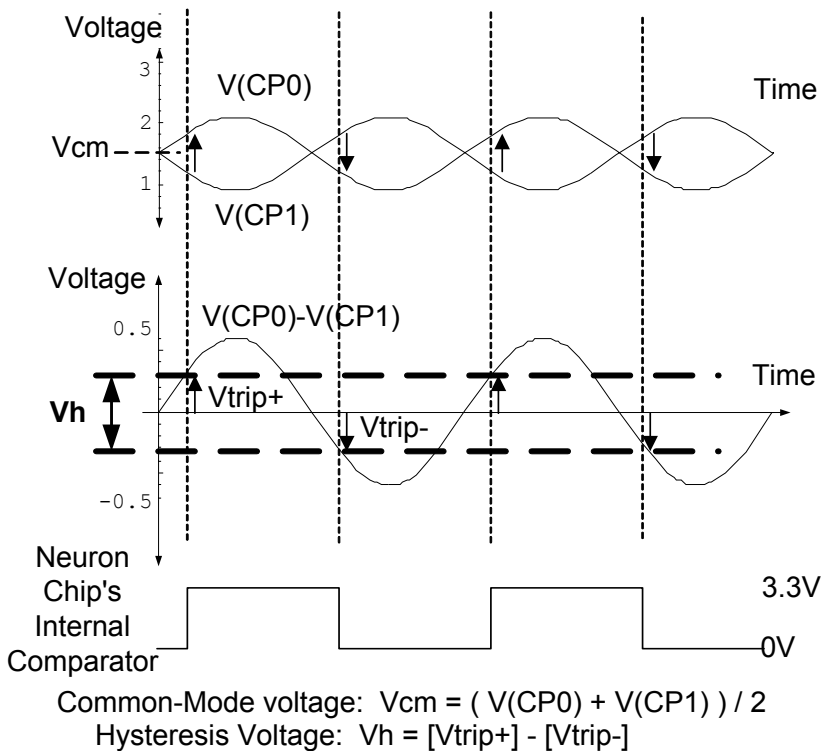 Voltage
3
V(CP0)
Time
2
Vcm
1
V(CP1)
Voltage
0.5
V(CP0)-V(CP1)
Time
Vh
Vtrip+
Vtrip-
-0.5
Neuron
Chip's
Internal
Comparator
3.3V
0V
Common-Mode voltage: Vcm = ( V(CP0) + V(CP1) ) / 2
Hysteresis Voltage: Vh = [Vtrip+] - [Vtrip-]